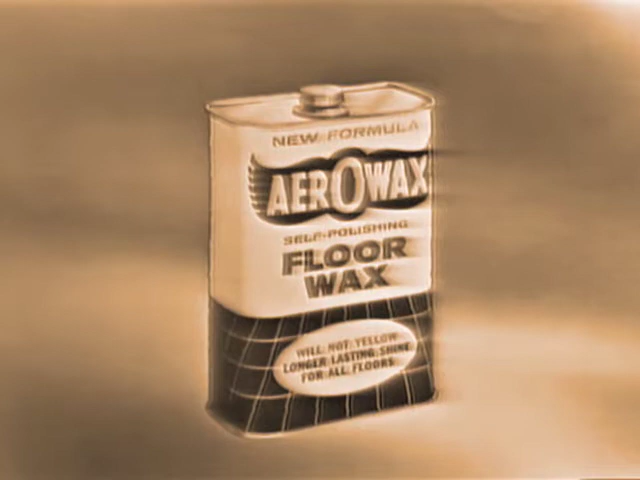 NEW FORMULA
AEROWAX
SELF-POLISHING
FLOOR
WAX
WILL NOT YELLOW
LONGER LASTING SHINE
FOR ALL FLOORS